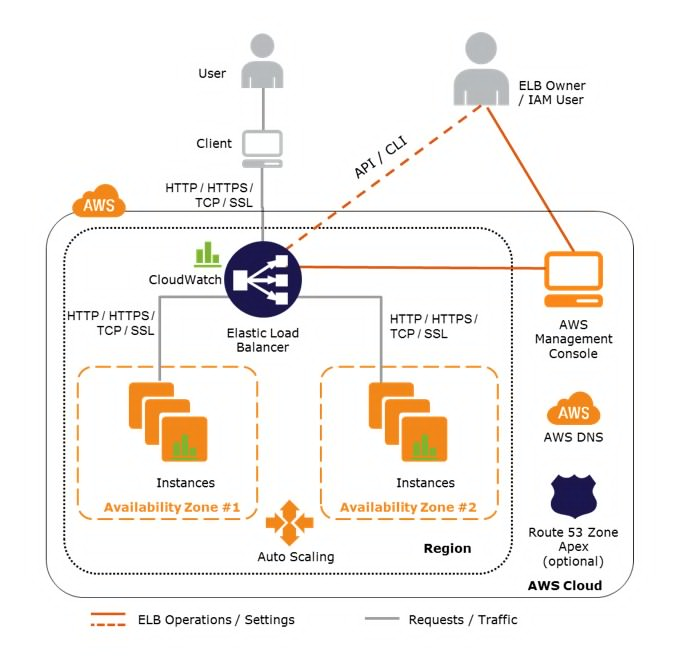 User
ELB Owner
/ IAM User
Client
API / CLI
HTTP / HTTPS /
TCP / SSL
AWS
CloudWatch
HTTP / HTTPS /
TCP / SSL
Elastic Load
Balancer
HTTP / HTTPS /
TCP / SSL
AWS
Management
Console
AWS
AWS DNS
Instances
Availability Zone #1
Instances
Availability Zone #2
Auto Scaling
Region
Route 53 Zone
Apex
(optional)
AWS Cloud
ELB Operations / Settings
Requests / Traffic